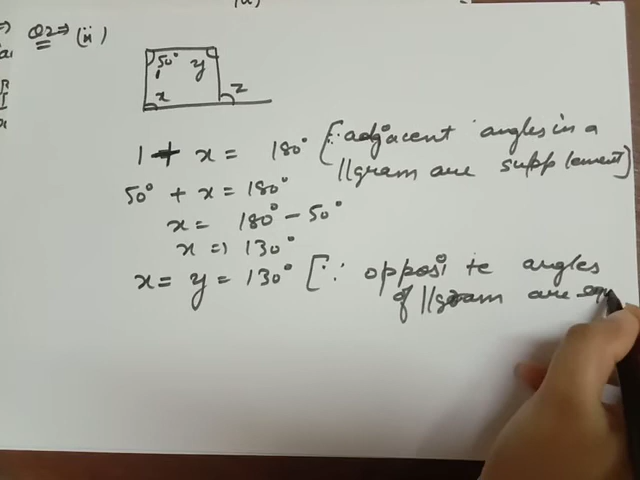 Q2⇒ (ii)
50° y
1
x z
1 + x = 180° [∵ adjacent angles in a
||gram are supplement]
50° + x = 180°
x = 180° - 50°
x ⇒ 130°
x = y = 130° [∵ opposite angles
of ||gram are